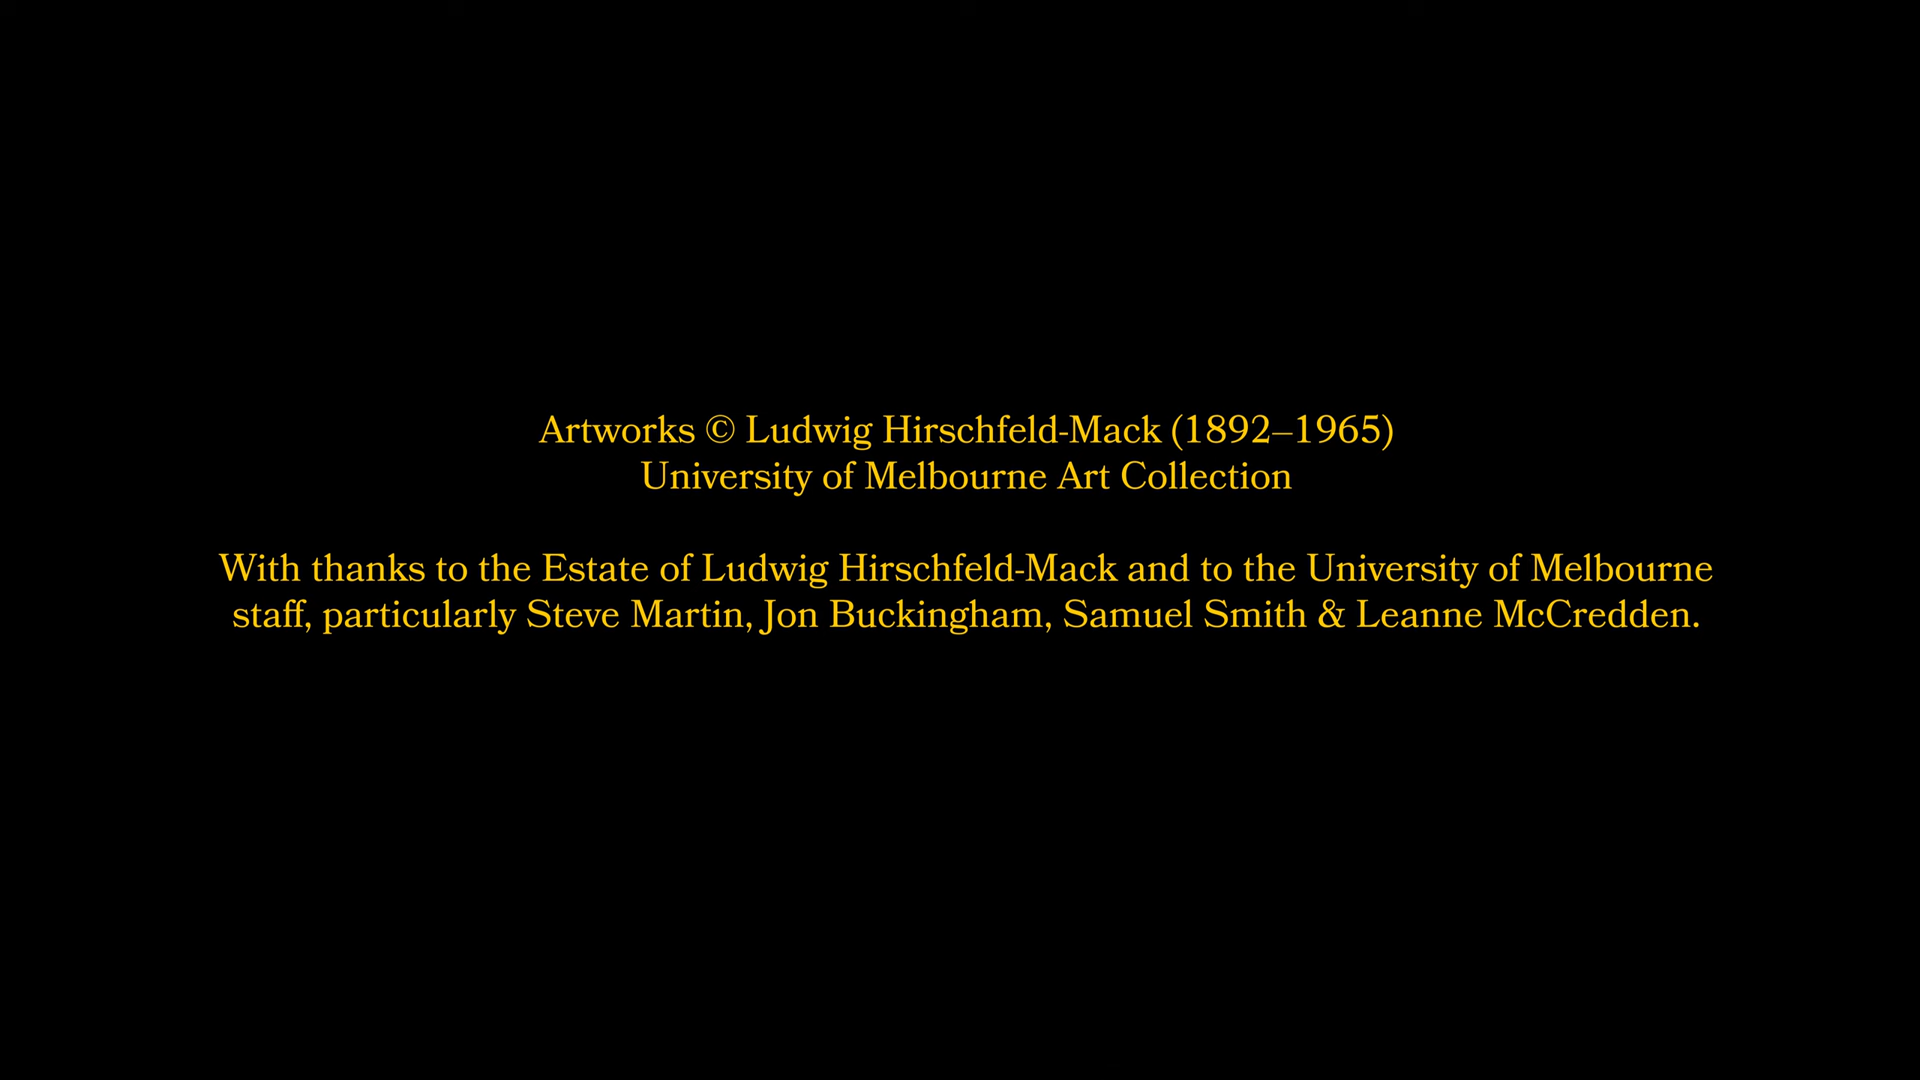 Artworks © Ludwig Hirschfeld-Mack (1892–1965)
University of Melbourne Art Collection
With thanks to the Estate of Ludwig Hirschfeld-Mack and to the University of Melbourne
staff, particularly Steve Martin, Jon Buckingham, Samuel Smith & Leanne McCredden.